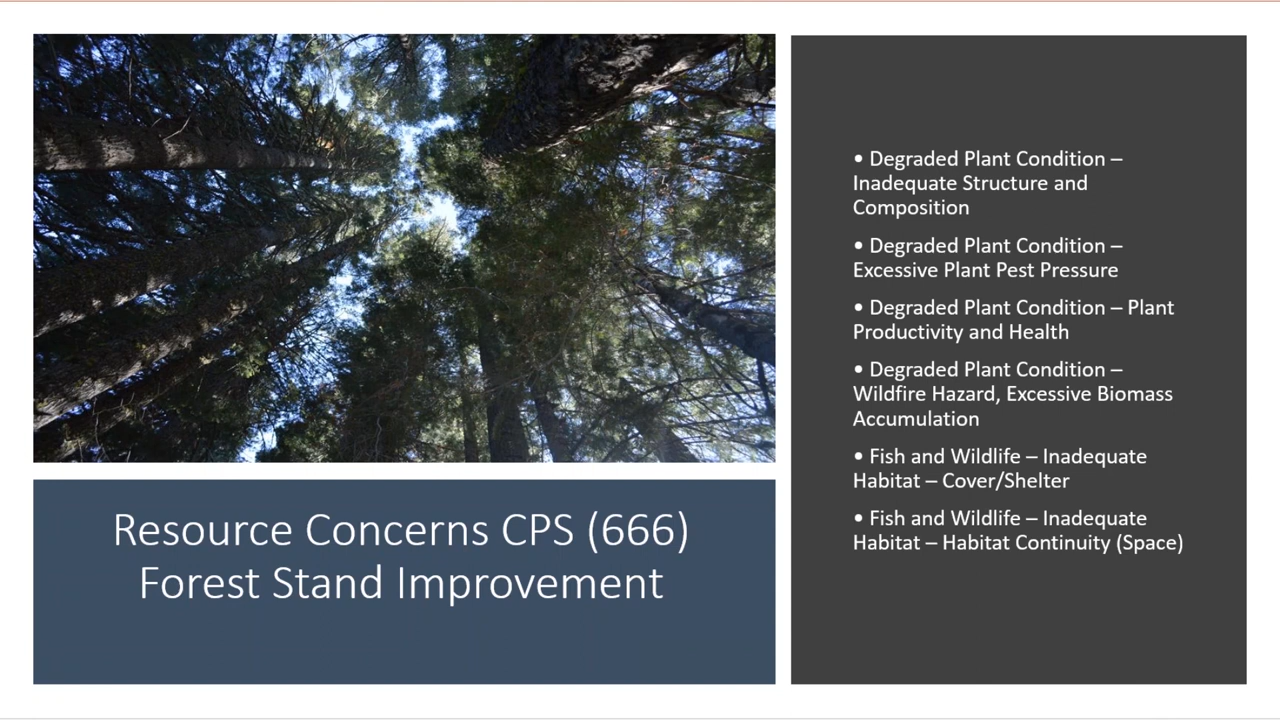 Resource Concerns CPS (666)
Forest Stand Improvement
• Degraded Plant Condition –
Inadequate Structure and
Composition
• Degraded Plant Condition –
Excessive Plant Pest Pressure
• Degraded Plant Condition – Plant
Productivity and Health
• Degraded Plant Condition –
Wildfire Hazard, Excessive Biomass
Accumulation
• Fish and Wildlife – Inadequate
Habitat – Cover/Shelter
• Fish and Wildlife – Inadequate
Habitat – Habitat Continuity (Space)